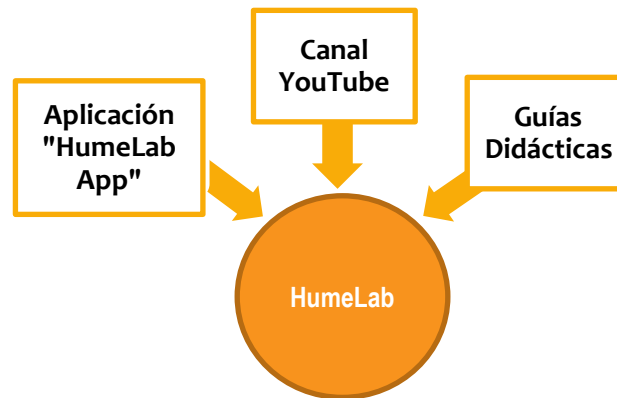 Aplicación
"HumeLab
App"
Canal
YouTube
Guías
Didácticas
HumeLab